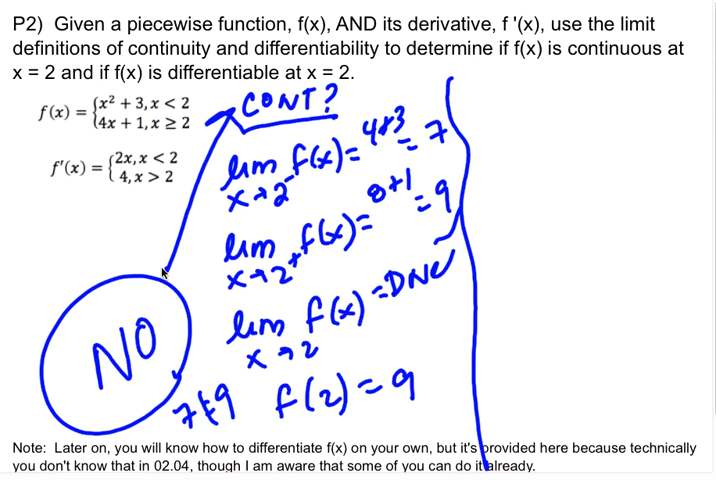 P2) Given a piecewise function, f(x), AND its derivative, f '(x), use the limit
definitions of continuity and differentiability to determine if f(x) is continuous at
x = 2 and if f(x) is differentiable at x = 2.
f(x) = {x² + 3, x < 2
{4x + 1, x ≥ 2
f'(x) = {2x, x < 2
{4, x > 2
CONT?
lim f(x) = 4+3 = 7
x→2⁻
lim f(x) = 8+1 = 9
x→2⁺
lim f(x) = DNE
x→2
NO
7≠9 f(2) = 9
Note: Later on, you will know how to differentiate f(x) on your own, but it's provided here because technically
you don't know that in 02.04, though I am aware that some of you can do it already.